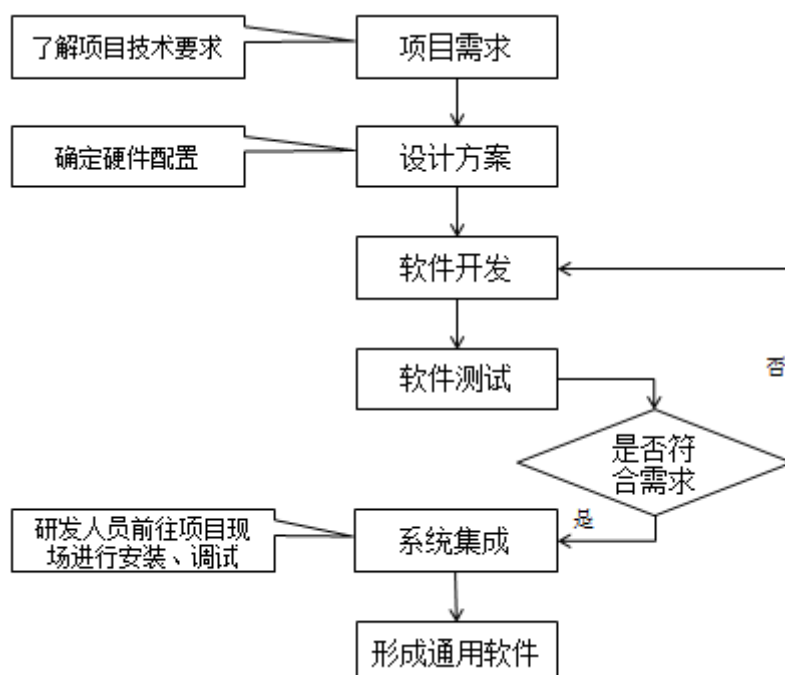 了解项目技术要求
项目需求
确定硬件配置
设计方案
软件开发
软件测试
否
是否符
合需求
是
研发人员前往项目现
场进行安装、调试
系统集成
形成通用软件